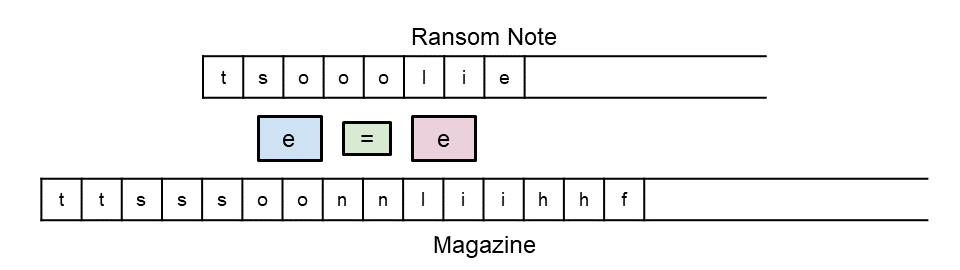 Ransom Note
t s o o o l i e
e = e
t t s s s o o n n l i i h h f
Magazine